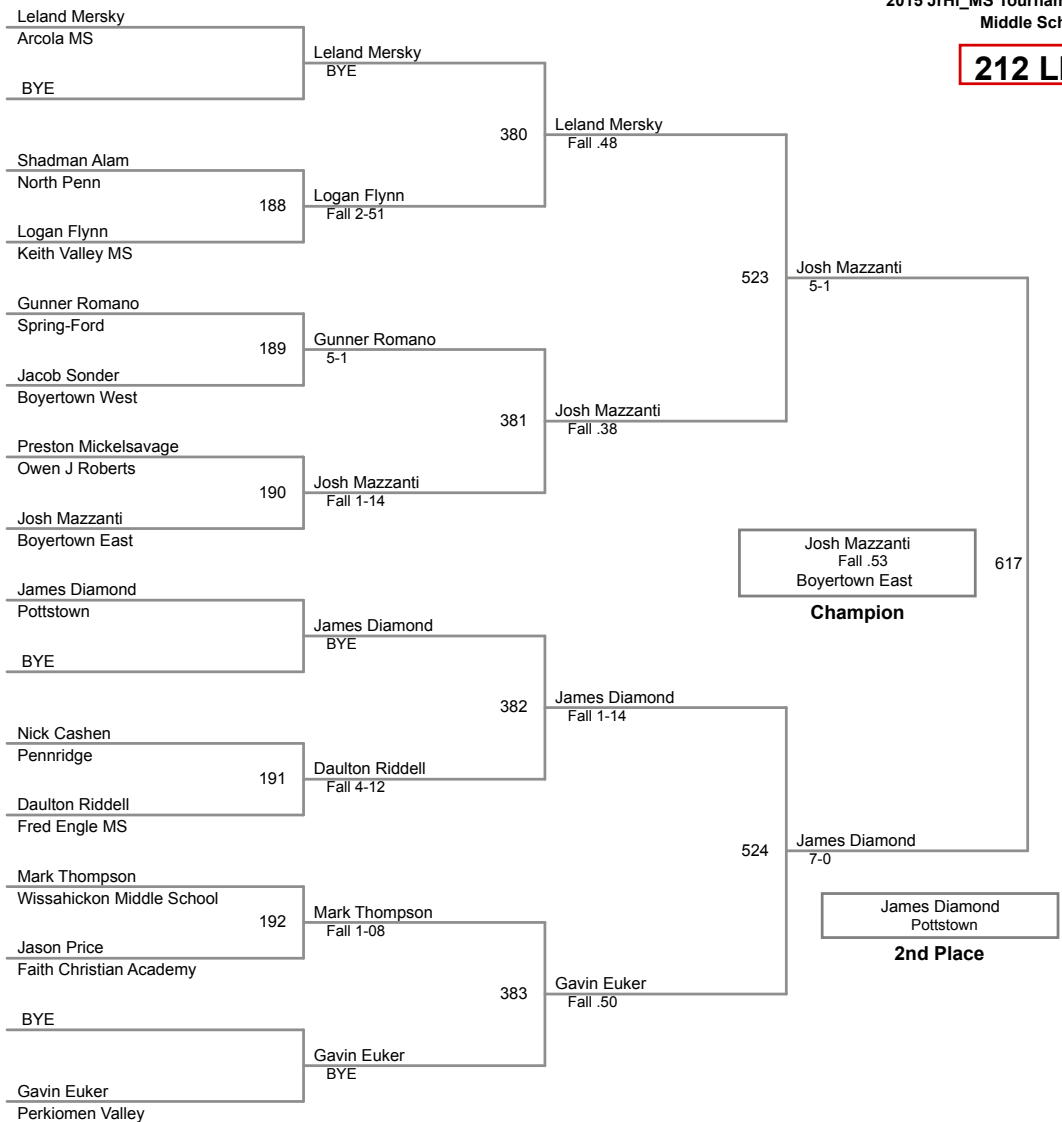 2015 JrHi_MS
Middle
212
Leland Mersky
Arcola MS
BYE
Shadman Alam
North Penn
188
Logan Flynn
Keith Valley MS
Gunner Romano
Spring-Ford
189
Jacob Sonder
Boyertown West
Preston Mickelsavage
Owen J Roberts
190
Josh Mazzanti
Boyertown East
James Diamond
Pottstown
BYE
Nick Cashen
Pennridge
191
Daulton Riddell
Fred Engle MS
Mark Thompson
Wissahickon Middle School
192
Jason Price
Faith Christian Academy
BYE
Gavin Euker
Perkiomen Valley
Leland Mersky
BYE
380
Logan Flynn
Fall 2-51
Gunner Romano
5-1
381
Josh Mazzanti
Fall 1-14
James Diamond
BYE
382
Daulton Riddell
Fall 4-12
Mark Thompson
Fall 1-08
383
Gavin Euker
BYE
Leland Mersky
Fall .48
523
Josh Mazzanti
Fall .38
James Diamond
Fall 1-14
524
Gavin Euker
Fall .50
Josh Mazzanti
5-1
617
James Diamond
7-0
Josh Mazzanti
Fall .53
Boyertown East
Champion
James Diamond
Pottstown
2nd Place